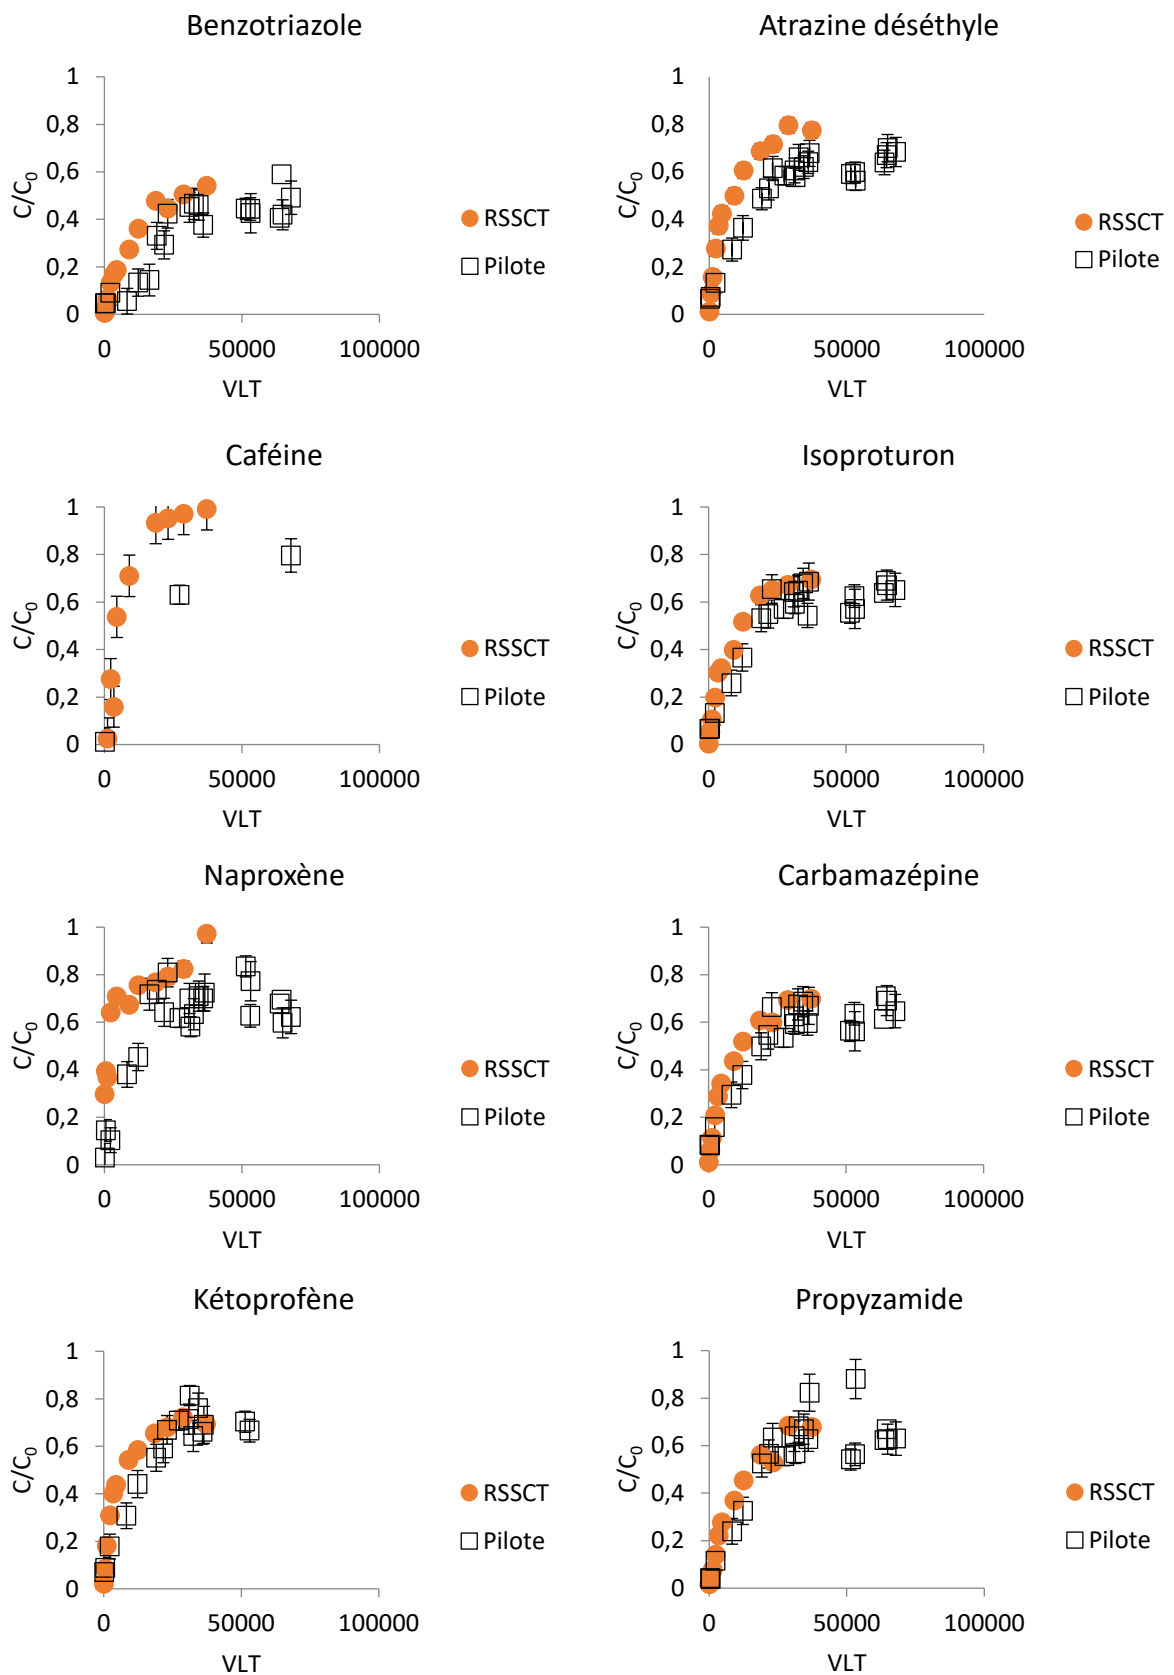 Benzotriazole
1
0,8
0,6
0,4
0,2
0
C/C₀
0 50000 100000
VLT
RSSCT
Pilote
Atrazine déséthyle
1
0,8
0,6
0,4
0,2
0
C/C₀
0 50000 100000
VLT
RSSCT
Pilote
Caféine
1
0,8
0,6
0,4
0,2
0
C/C₀
0 50000 100000
VLT
RSSCT
Pilote
Isoproturon
1
0,8
0,6
0,4
0,2
0
C/C₀
0 50000 100000
VLT
RSSCT
Pilote
Naproxène
1
0,8
0,6
0,4
0,2
0
C/C₀
0 50000 100000
VLT
RSSCT
Pilote
Carbamazépine
1
0,8
0,6
0,4
0,2
0
C/C₀
0 50000 100000
VLT
RSSCT
Pilote
Kétoprofène
1
0,8
0,6
0,4
0,2
0
C/C₀
0 50000 100000
VLT
RSSCT
Pilote
Propyzamide
1
0,8
0,6
0,4
0,2
0
C/C₀
0 50000 100000
VLT
RSSCT
Pilote